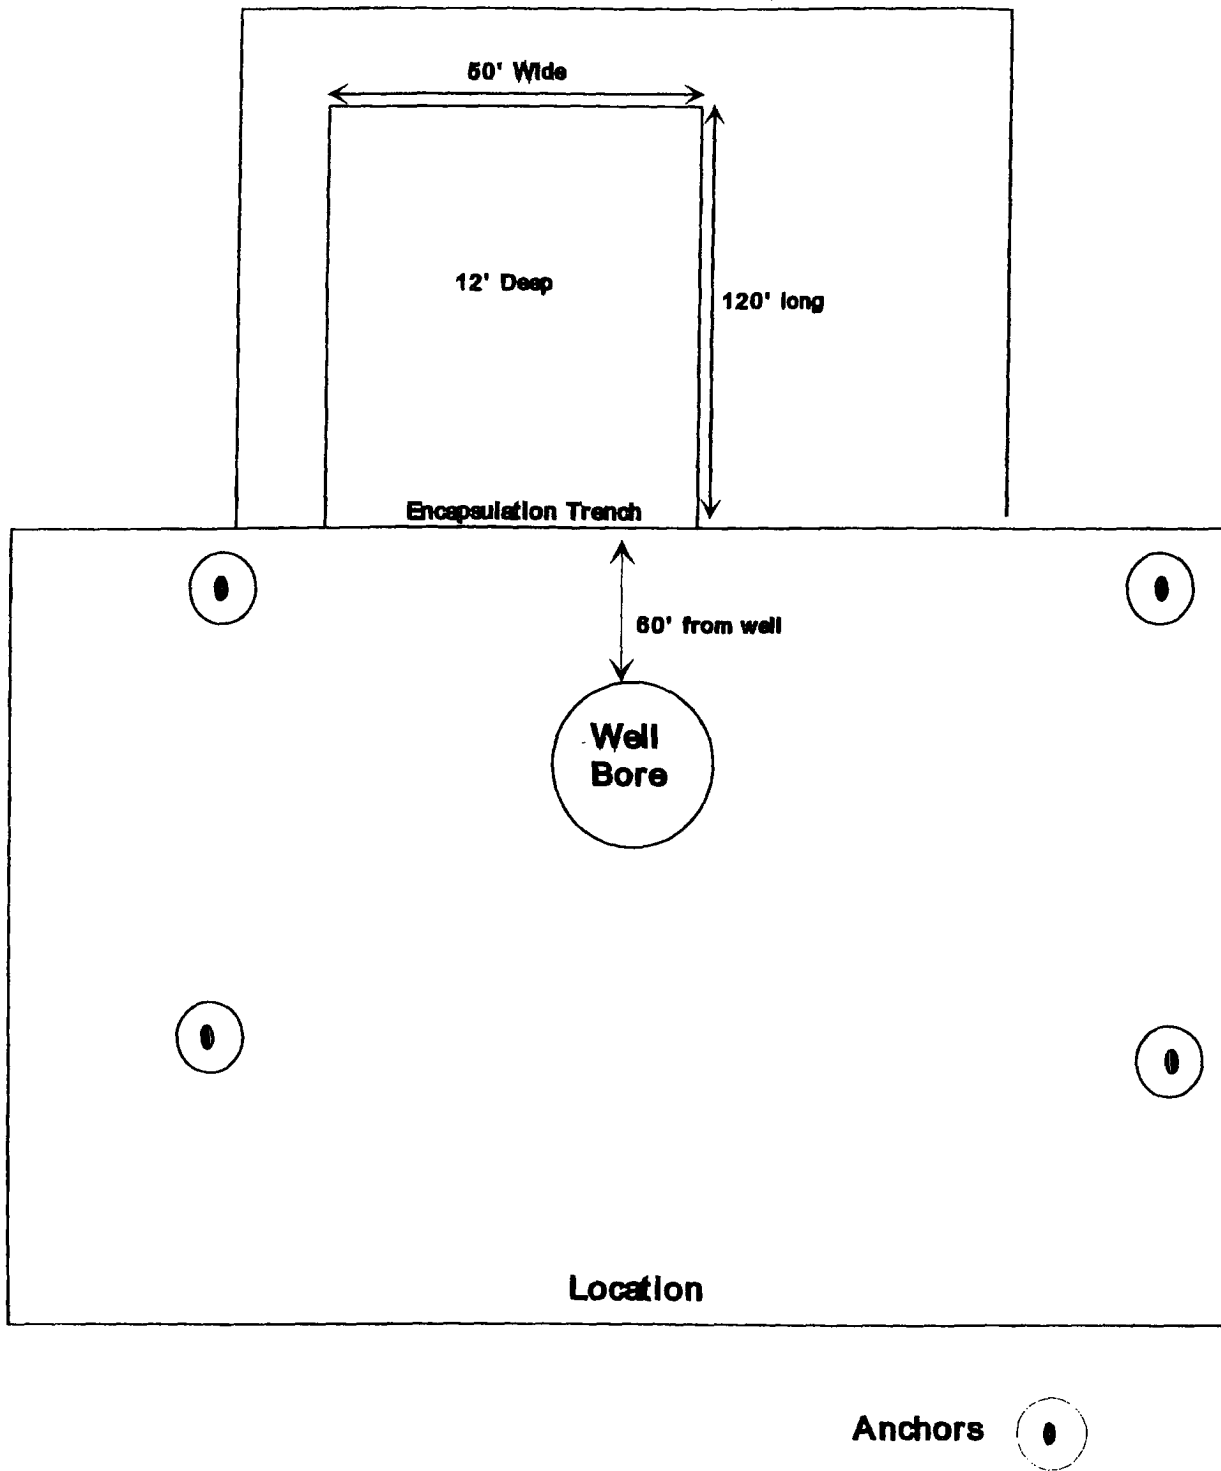 50' Wide
12' Deep
120' long
Encapsulation Trench
60' from well
Well
Bore
Location
Anchors